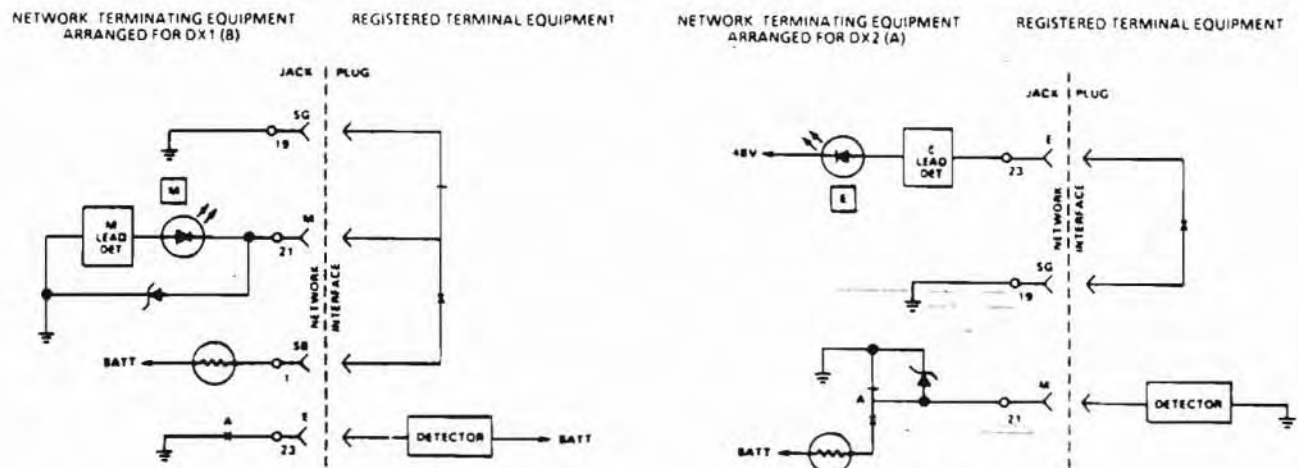 NETWORK TERMINATING EQUIPMENT
ARRANGED FOR DX1 (B)
REGISTERED TERMINAL EQUIPMENT
JACK
PLUG
SG
19
M
M
LEAD
DET
M
21
NETWORK
INTERFACE
BATT
SB
1
A
E
23
DETECTOR
BATT
NETWORK TERMINATING EQUIPMENT
ARRANGED FOR DX2 (A)
REGISTERED TERMINAL EQUIPMENT
JACK
PLUG
E
48V
C
LEAD
DET
23
E
NETWORK
INTERFACE
SG
19
A
M
21
DETECTOR
BATT